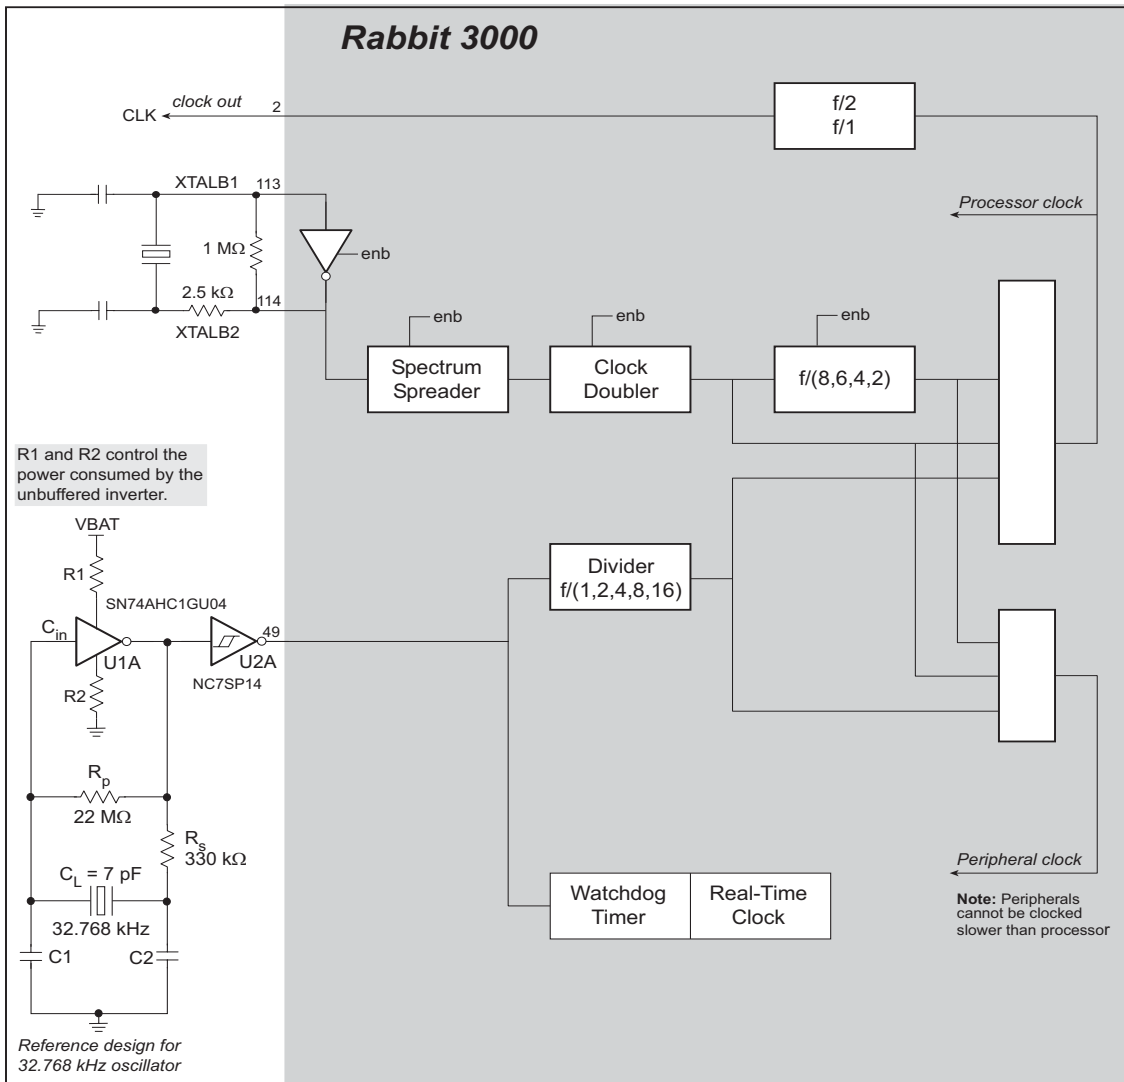 Rabbit 3000
f/2
f/1
clock out
2
CLK
XTALB1
113
Processor clock
1 MΩ
enb
2.5 kΩ
114
XTALB2
enb
enb
enb
Spectrum
Spreader
Clock
Doubler
f/(8,6,4,2)
R1 and R2 control the
power consumed by the
unbuffered inverter.
VBAT
R1
SN74AHC1GU04
Cin
U1A
49
U2A
NC7SP14
R2
Divider
f/(1,2,4,8,16)
Rp
22 MΩ
Rs
330 kΩ
CL = 7 pF
32.768 kHz
C1
C2
Watchdog
Timer
Real-Time
Clock
Peripheral clock
Note: Peripherals
cannot be clocked
slower than processor
Reference design for
32.768 kHz oscillator